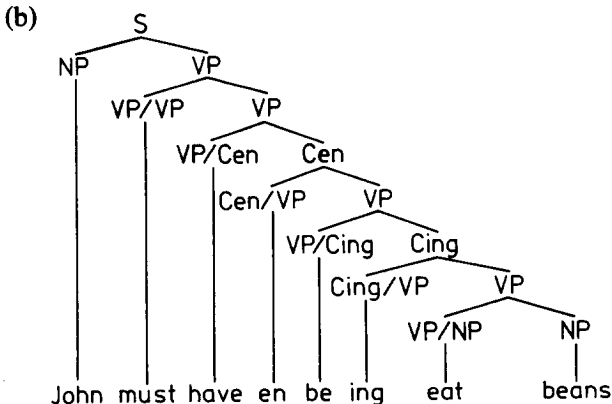 (b)
S
NP VP
VP/VP VP
VP/Cen Cen
Cen/VP VP
VP/Cing Cing
Cing/VP VP
VP/NP NP
John must have en be ing eat beans